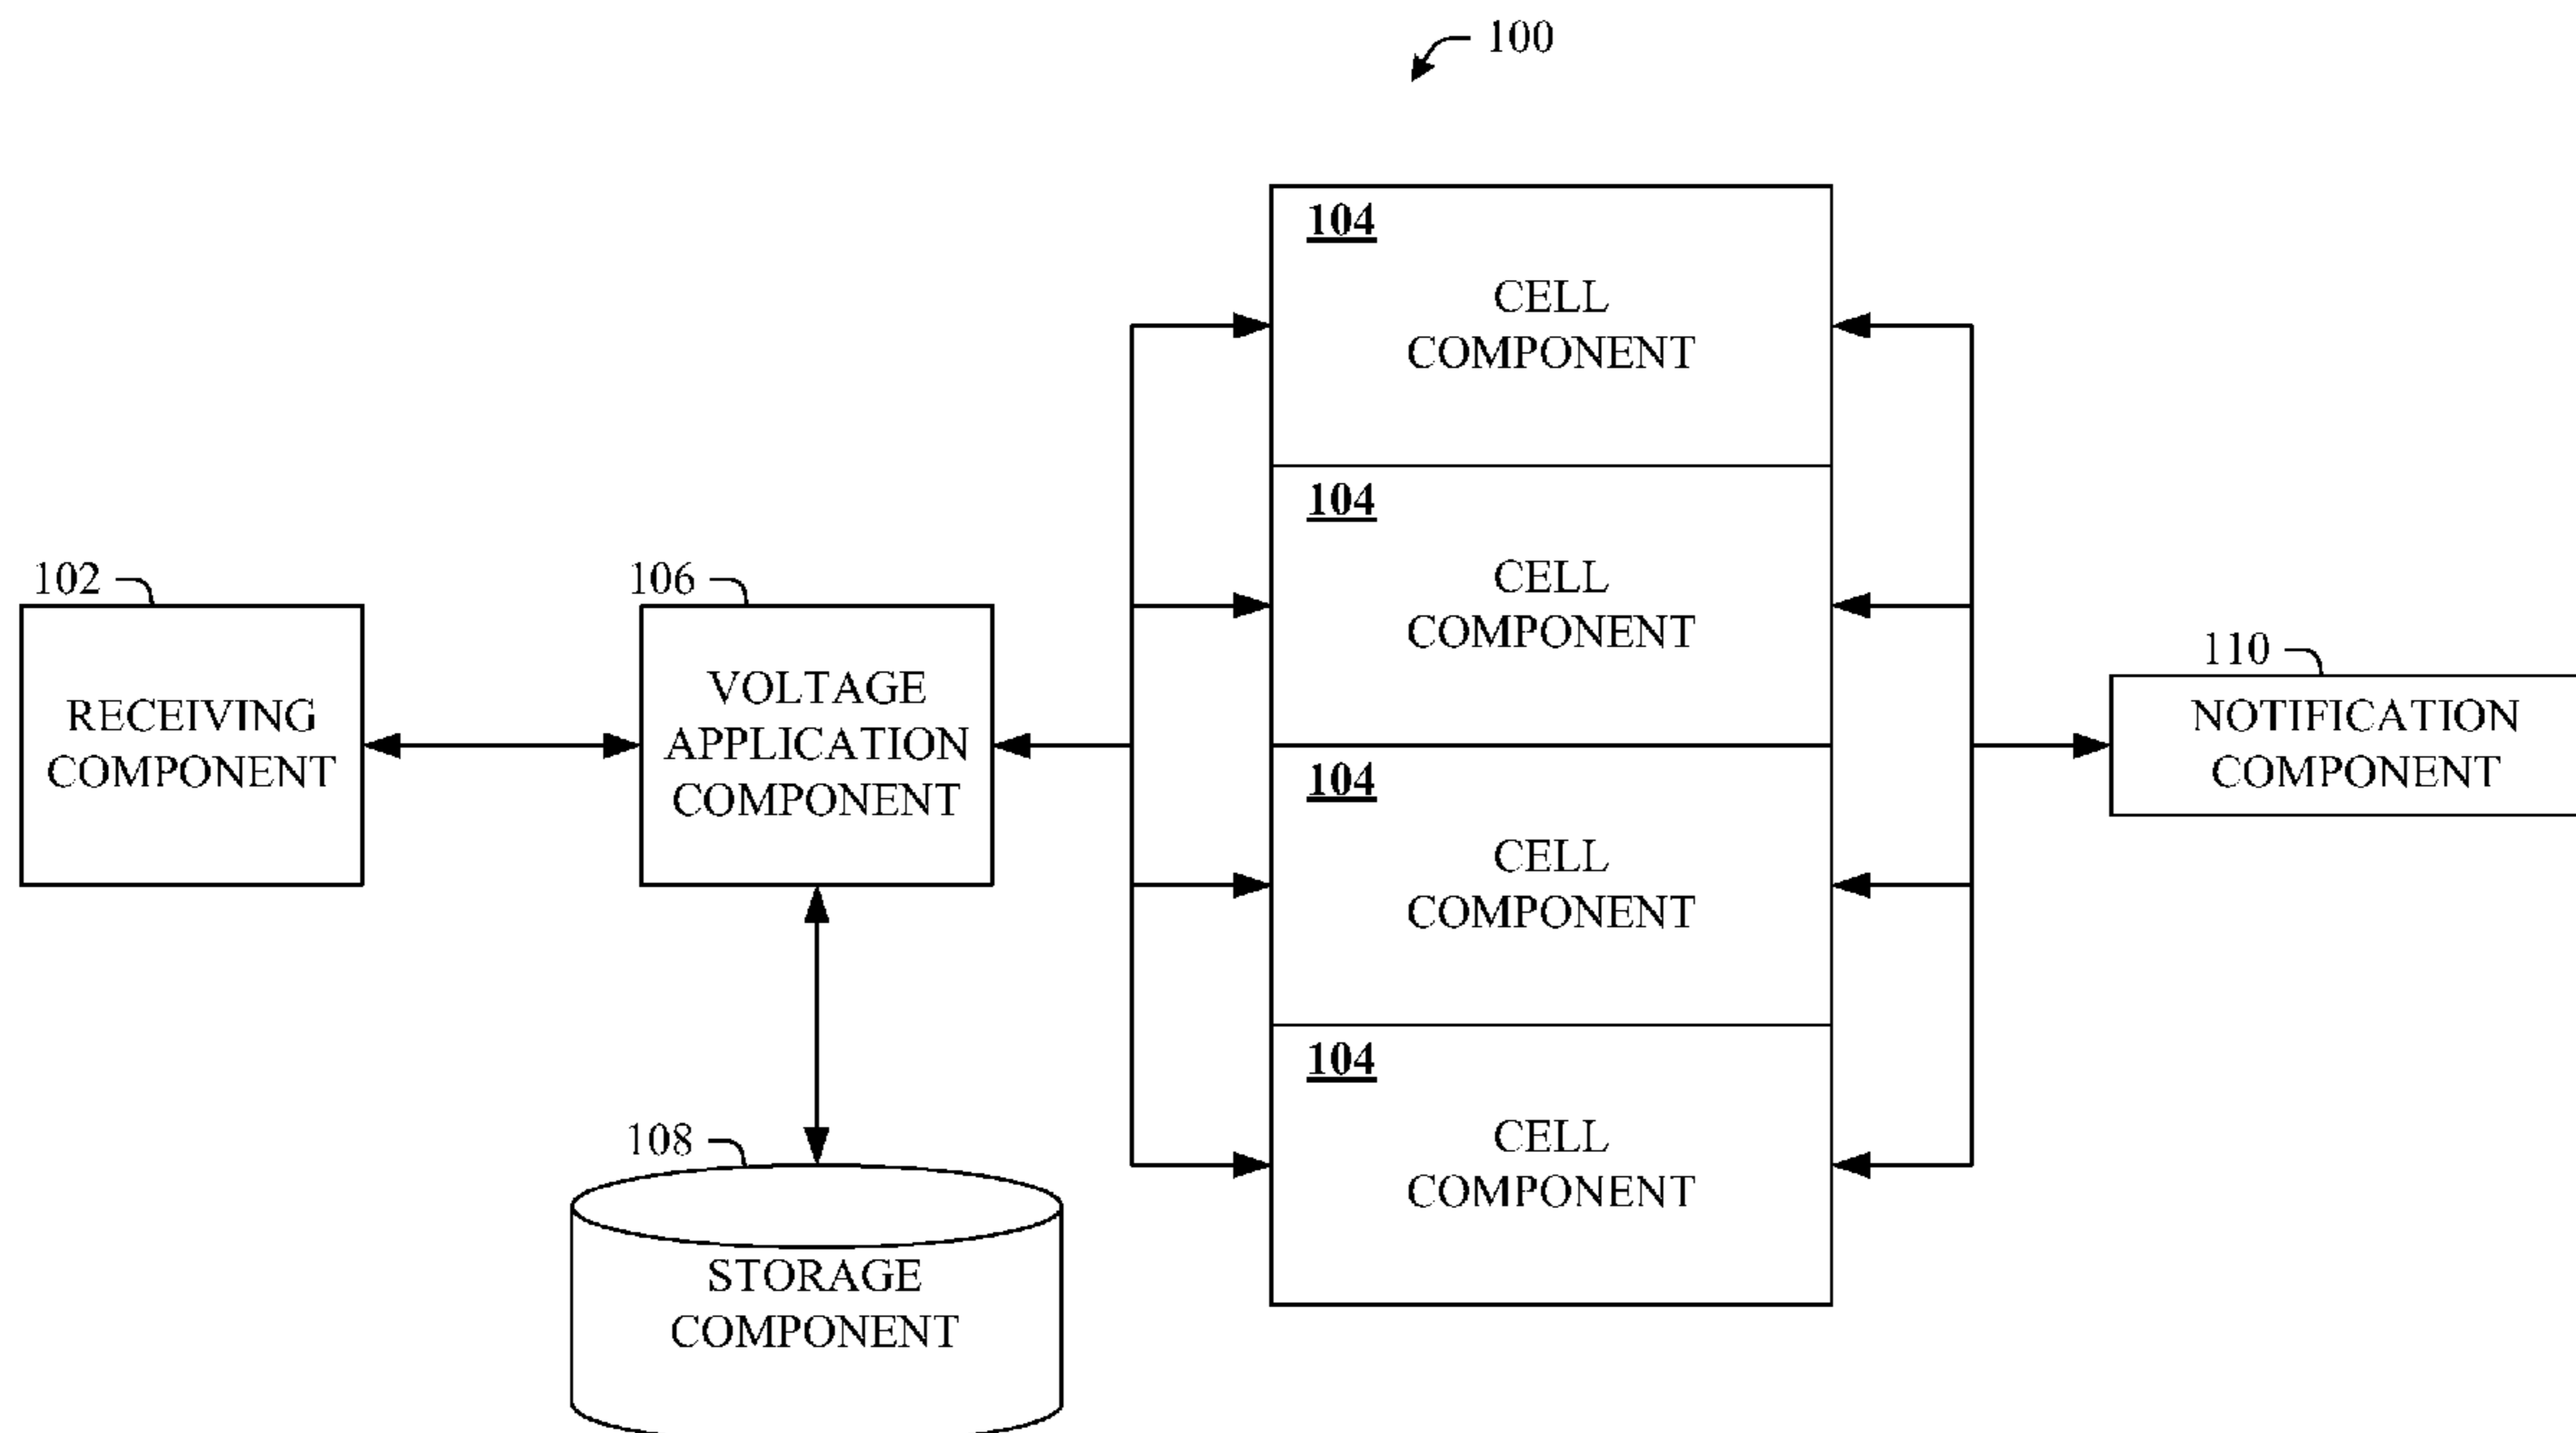 100
104
CELL
COMPONENT
104
CELL
COMPONENT
102
RECEIVING
COMPONENT
106
VOLTAGE
APPLICATION
COMPONENT
110
NOTIFICATION
COMPONENT
104
CELL
COMPONENT
104
CELL
COMPONENT
108
STORAGE
COMPONENT